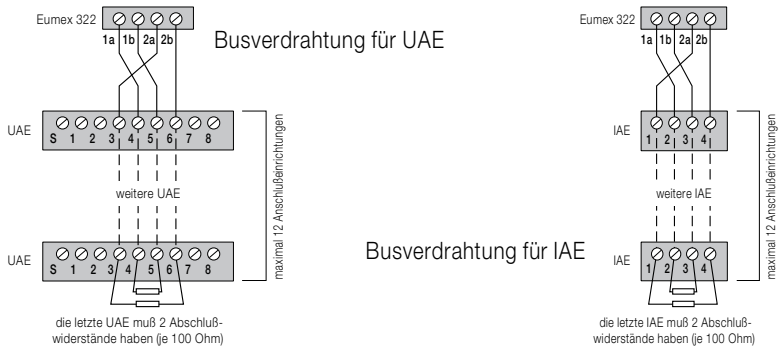 Eumex 322
1a 1b 2a 2b
Busverdrahtung für UAE
UAE
S 1 2 3 4 5 6 7 8
weitere UAE
maximal 12 Anschlußeinrichtungen
UAE
S 1 2 3 4 5 6 7 8
die letzte UAE muß 2 Abschluß-
widerstände haben (je 100 Ohm)
Eumex 322
1a 1b 2a 2b
IAE
1 2 3 4
weitere IAE
maximal 12 Anschlußeinrichtungen
Busverdrahtung für IAE
IAE
1 2 3 4
die letzte IAE muß 2 Abschluß-
widerstände haben (je 100 Ohm)